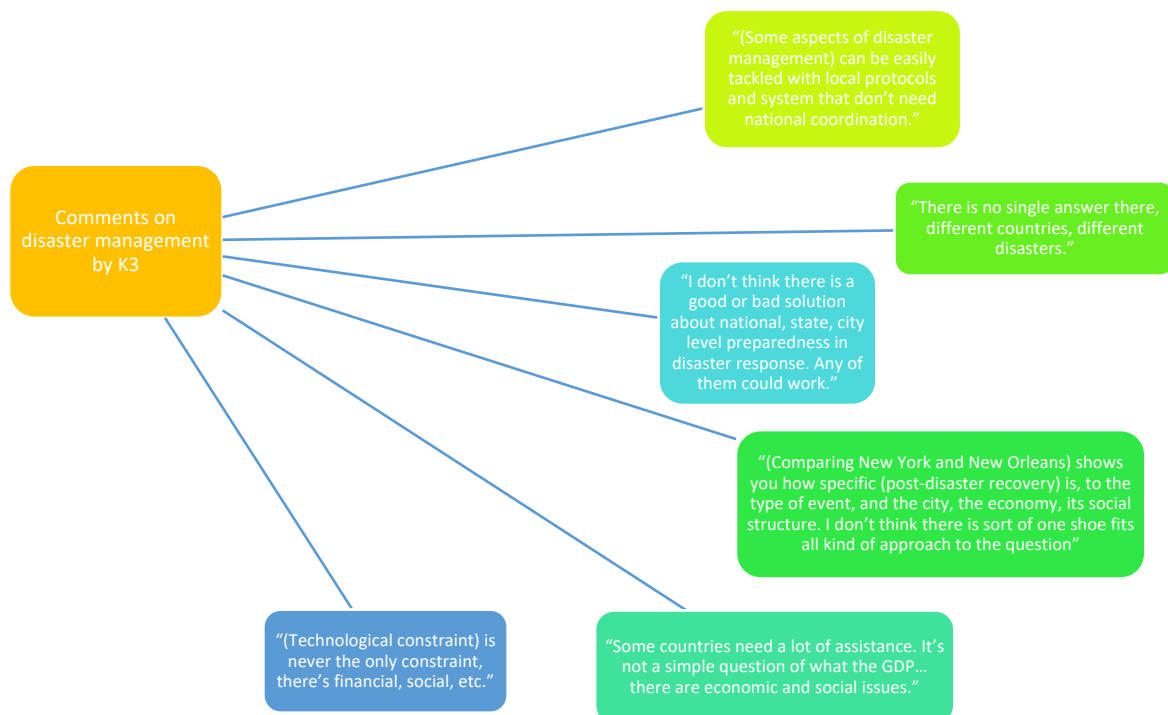 “(Some aspects of disaster
management) can be easily
tackled with local protocols
and system that don’t need
national coordination.”
Comments on
disaster management
by K3
“There is no single answer there,
different countries, different
disasters.”
“I don’t think there is a
good or bad solution
about national, state, city
level preparedness in
disaster response. Any of
them could work.”
“(Comparing New York and New Orleans) shows
you how specific (post-disaster recovery) is, to the
type of event, and the city, the economy, its social
structure. I don’t think there is sort of one shoe fits
all kind of approach to the question”
“(Technological constraint) is
never the only constraint,
there’s financial, social, etc.”
“Some countries need a lot of assistance. It’s
not a simple question of what the GDP…
there are economic and social issues.”